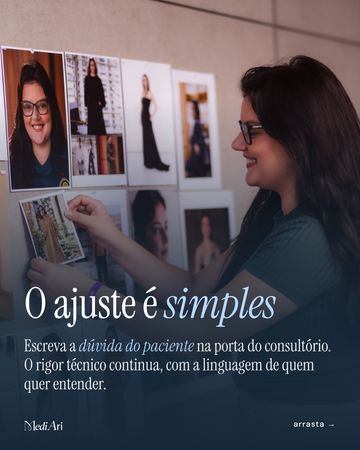 O ajuste é simples
Escreva a dúvida do paciente na porta do consultório.
O rigor técnico continua, com a linguagem de quem
quer entender.
MediAri
arrasta →